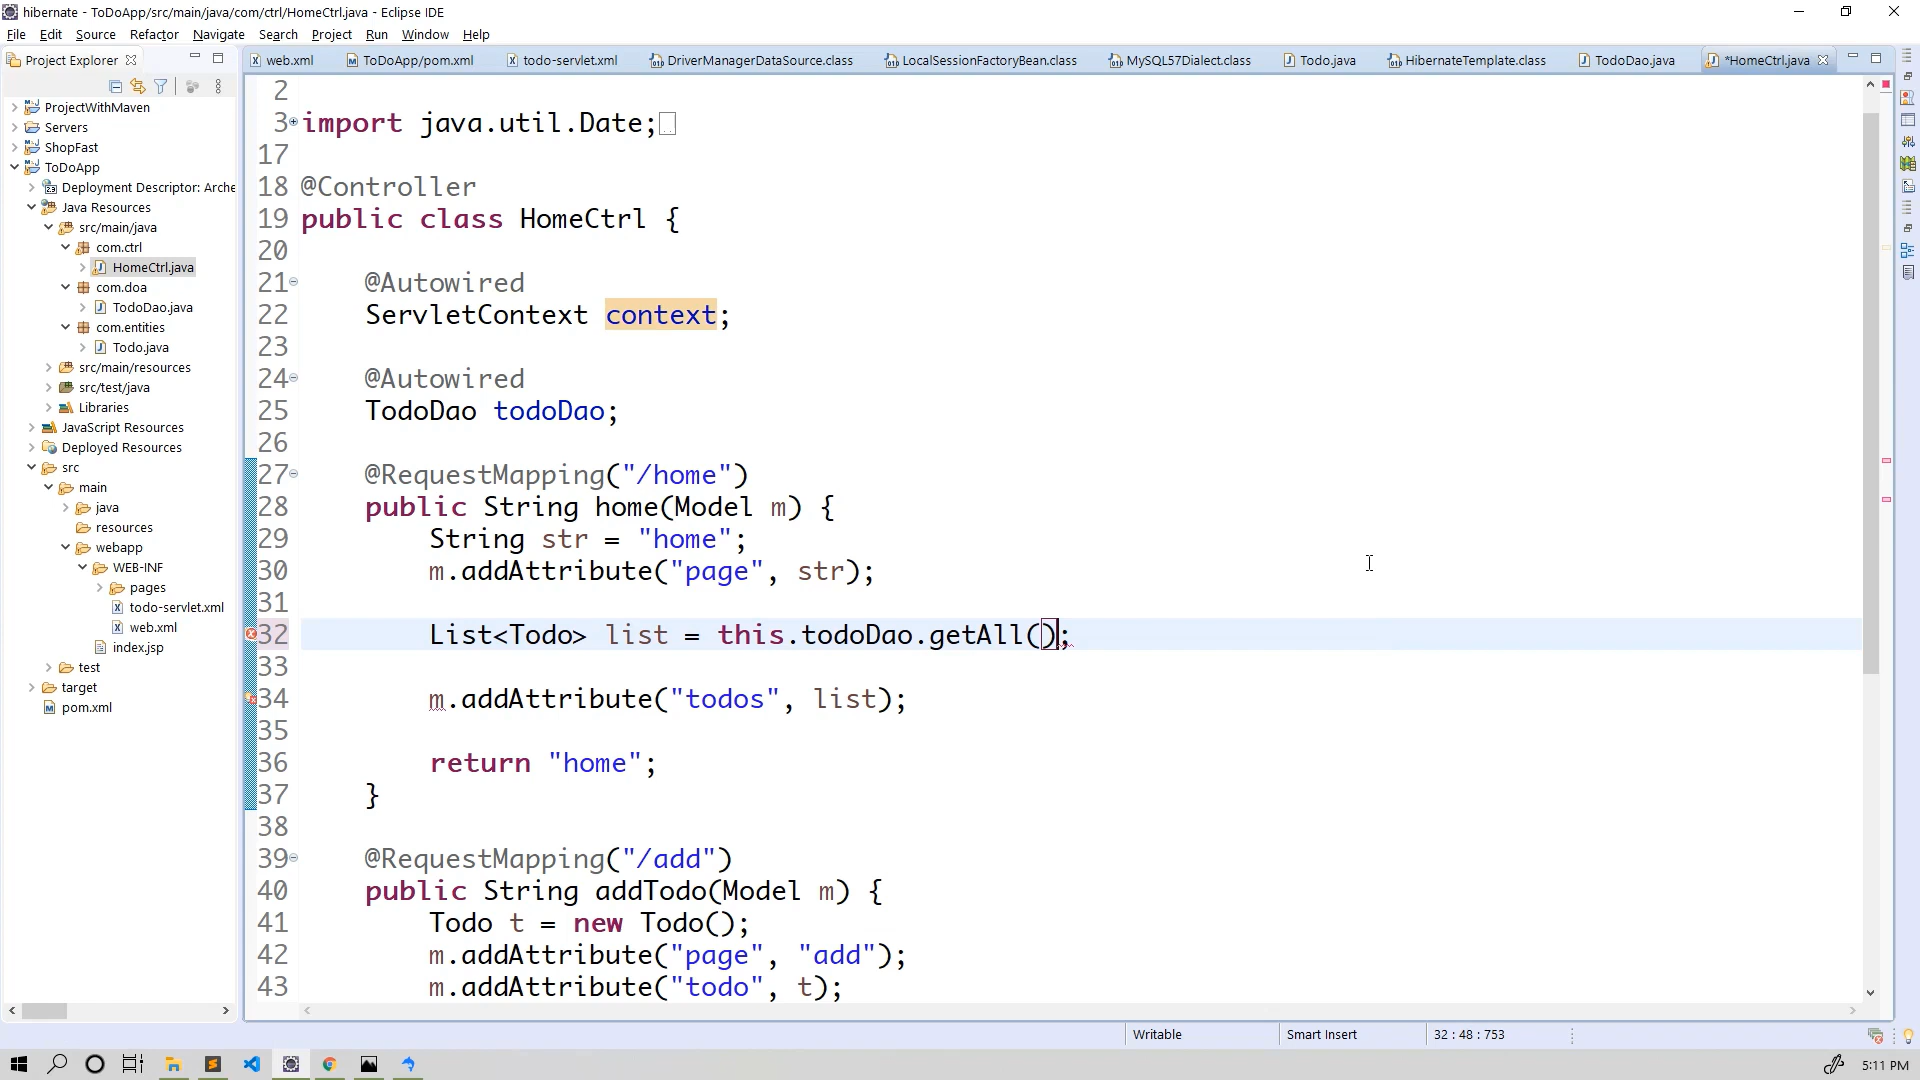 hibernate - ToDoApp/src/main/java/com/ctrl/HomeCtrl.java - Eclipse IDE
File Edit Source Refactor Navigate Search Project Run Window Help
Project Explorer
web.xml ToDoApp/pom.xml todo-servlet.xml DriverManagerDataSource.class LocalSessionFactoryBean.class MySQL57Dialect.class Todo.java HibernateTemplate.class TodoDao.java *HomeCtrl.java
ProjectWithMaven
Servers
ShopFast
ToDoApp
Deployment Descriptor: Arche
Java Resources
src/main/java
com.ctrl
HomeCtrl.java
com.doa
TodoDao.java
com.entities
Todo.java
src/main/resources
src/test/java
Libraries
JavaScript Resources
Deployed Resources
src
main
java
resources
webapp
WEB-INF
pages
todo-servlet.xml
web.xml
index.jsp
test
target
pom.xml
2
3 import java.util.Date;
17
18 @Controller
19 public class HomeCtrl {
20
21 @Autowired
22 ServletContext context;
23
24 @Autowired
25 TodoDao todoDao;
26
27 @RequestMapping("/home")
28 public String home(Model m) {
29 String str = "home";
30 m.addAttribute("page", str);
31
32 List<Todo> list = this.todoDao.getAll();
33
34 m.addAttribute("todos", list);
35
36 return "home";
37 }
38
39 @RequestMapping("/add")
40 public String addTodo(Model m) {
41 Todo t = new Todo();
42 m.addAttribute("page", "add");
43 m.addAttribute("todo", t);
Writable Smart Insert 32 : 48 : 753
5:11 PM